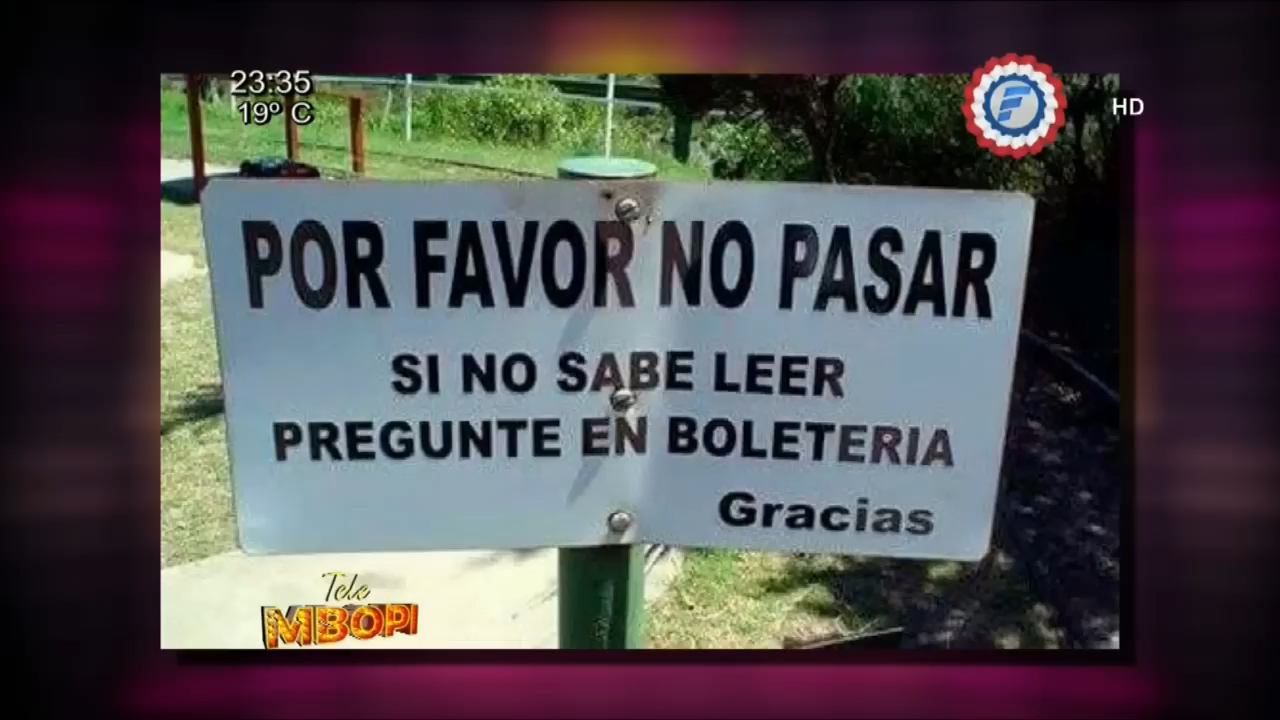 23:35
19º C
HD
POR FAVOR NO PASAR
SI NO SABE LEER
PREGUNTE EN BOLETERIA
Gracias
Tele
MBOPI